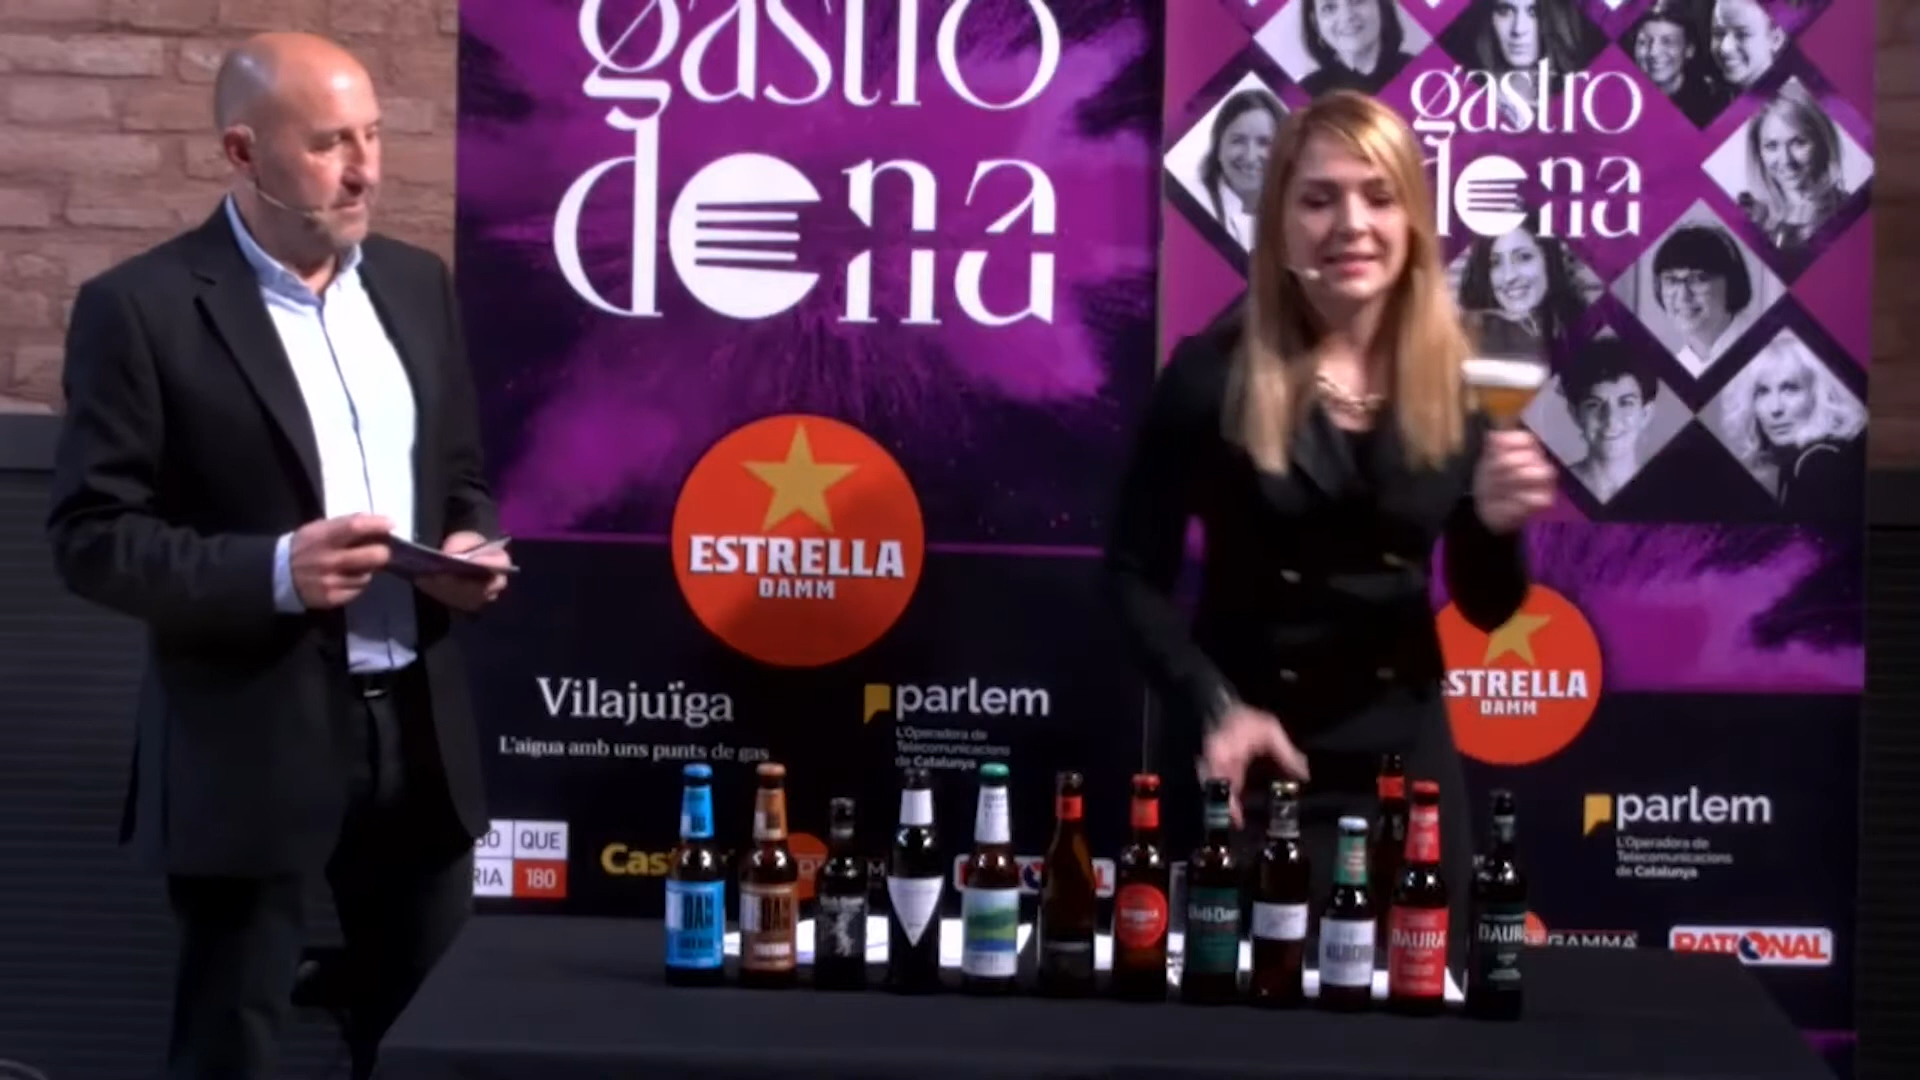 gastro
dona
gastro
dona
ESTRELLA
DAMM
ESTRELLA
DAMM
Vilajuïga
L'aigua amb uns punts de gas
parlem
L'Operadora de
Telecomunicacions
de Catalunya
parlem
L'Operadora de
Telecomunicacions
de Catalunya
QUE
RIA 180
RATIONAL
DAURA
DAURA